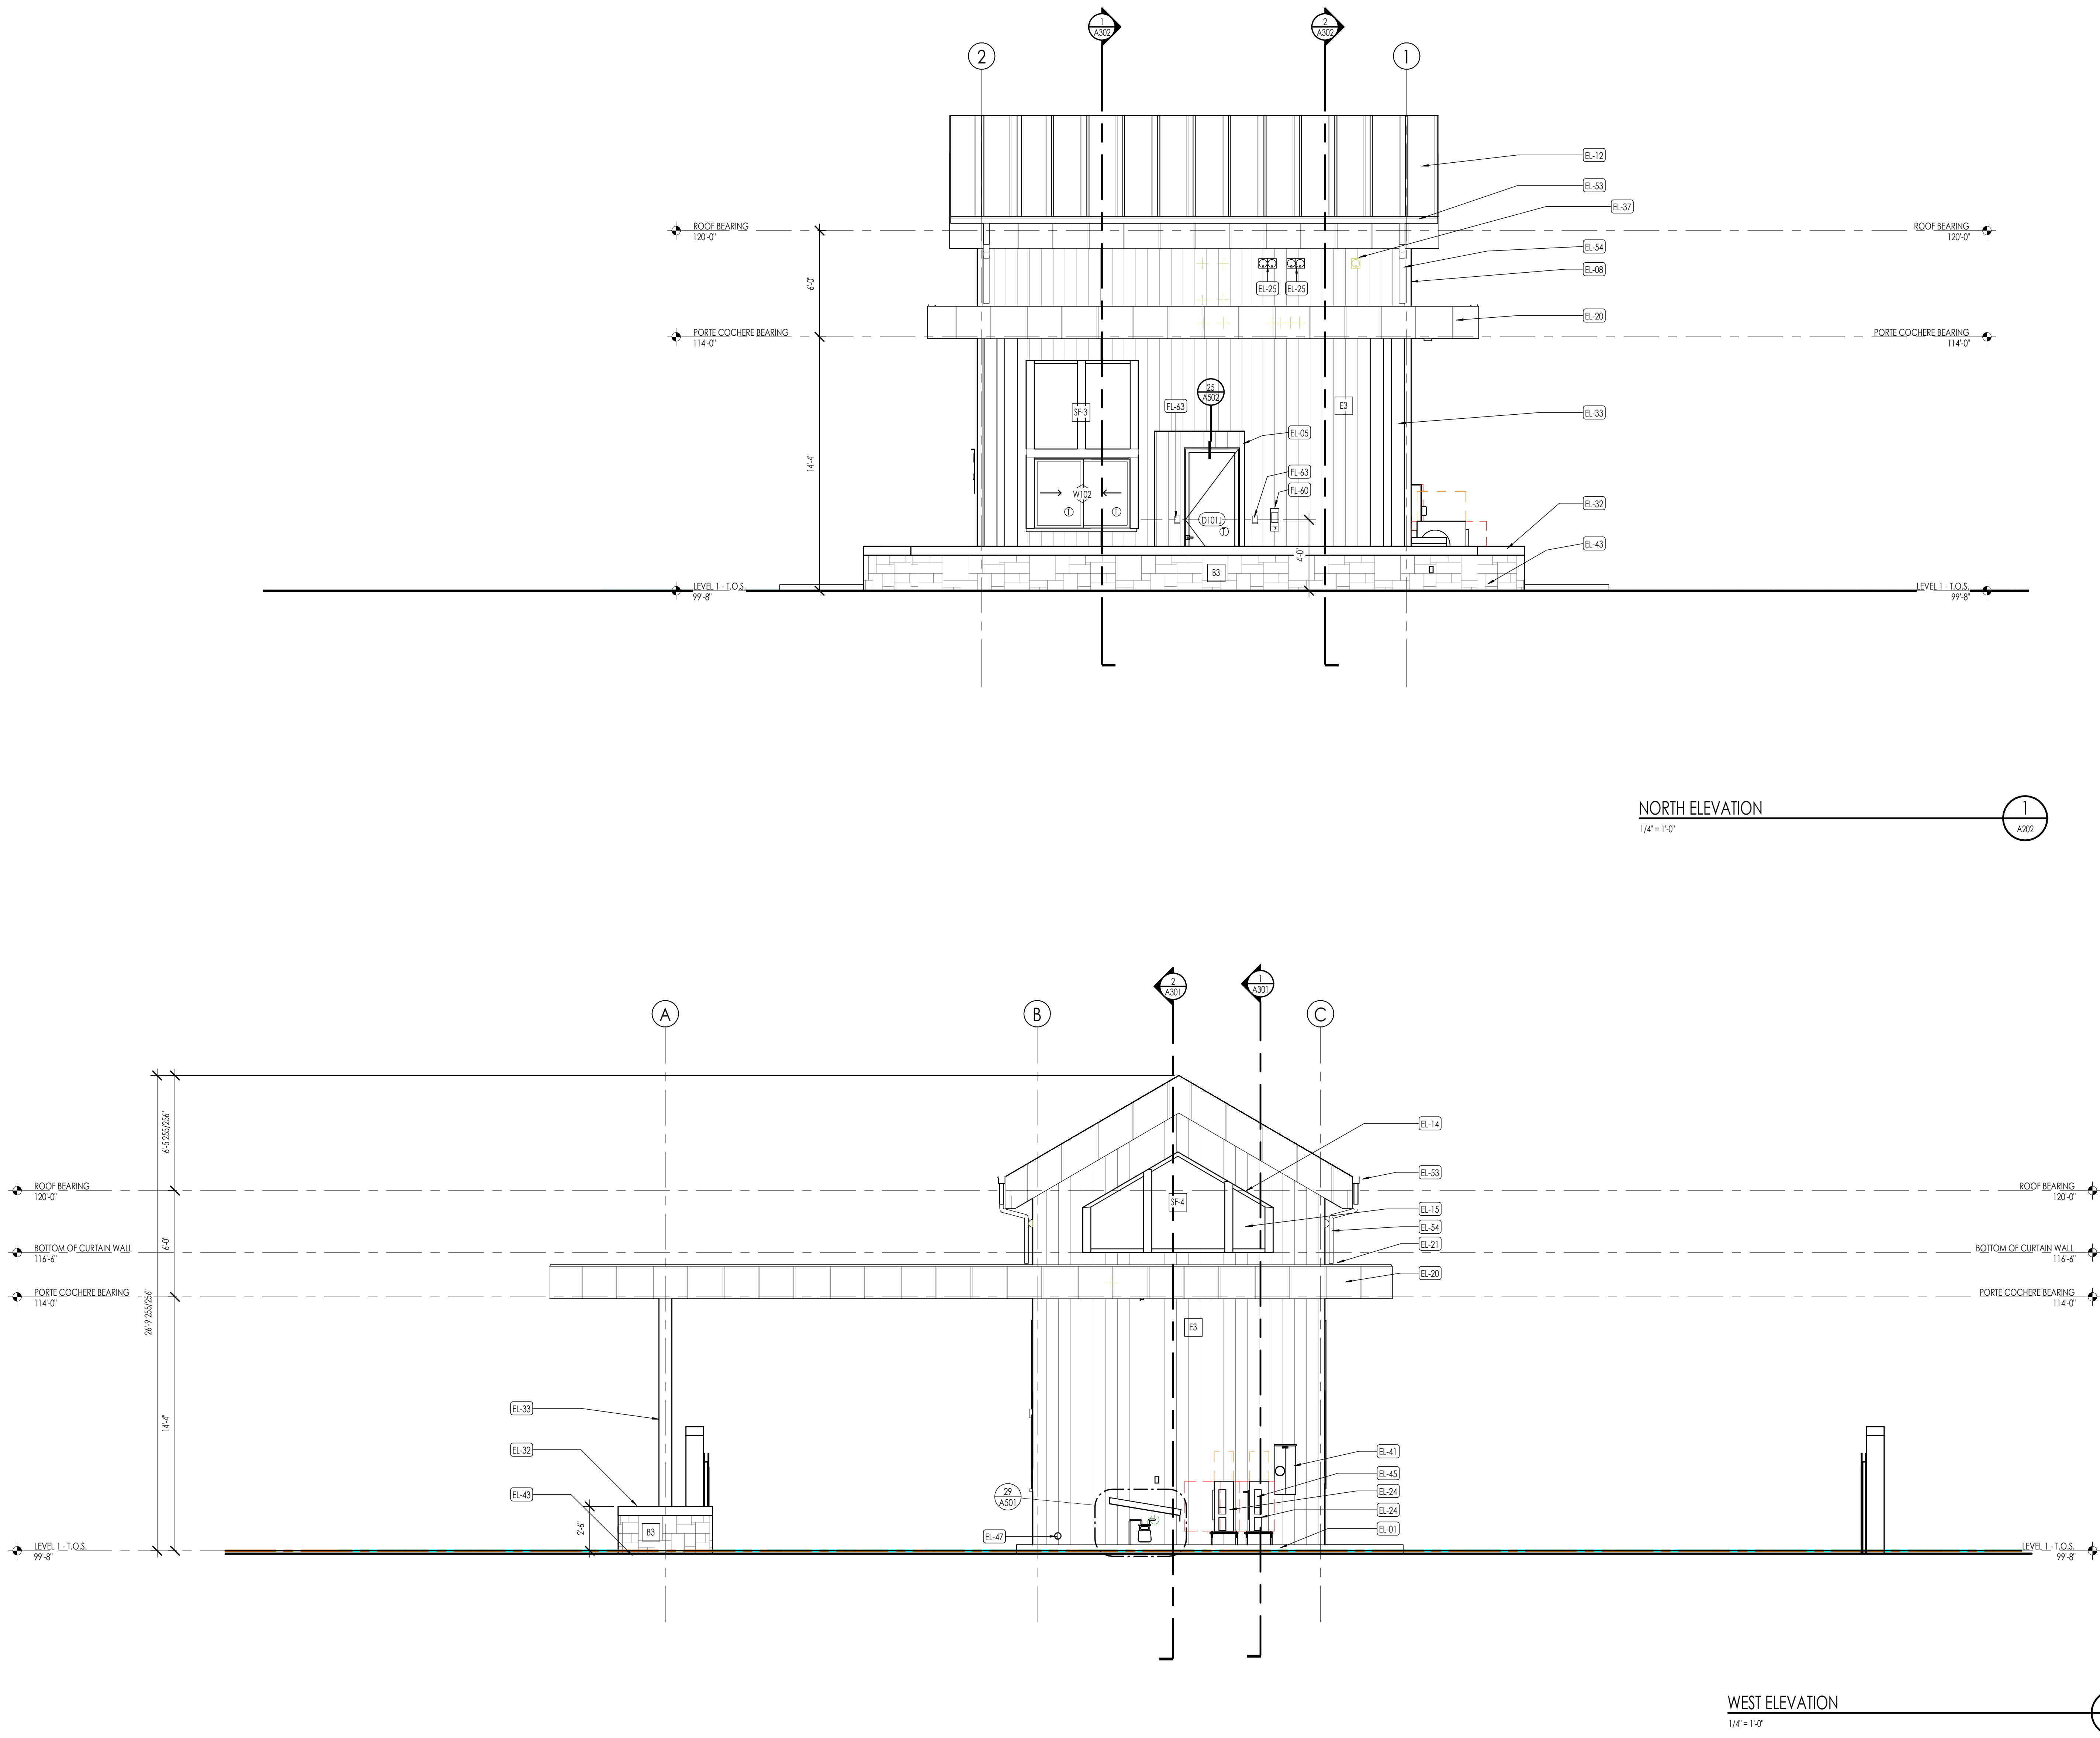 1
A302
2
A302
2
1
EL-12
EL-53
EL-37
ROOF BEARING
120'-0"
ROOF BEARING
120'-0"
EL-54
EL-08
6'-0"
EL-25
EL-25
EL-20
PORTE COCHERE BEARING
114'-0"
PORTE COCHERE BEARING
114'-0"
25
A502
SF-3
FL-63
E3
EL-33
EL-05
14'-4"
FL-63
FL-60
W102
T
T
D101J
T
EL-32
EL-43
4'-0"
B3
LEVEL 1 - T.O.S.
99'-8"
LEVEL 1 - T.O.S.
99'-8"
NORTH ELEVATION
1/4" = 1'-0"
1
A202
2
A301
1
A301
A
B
C
6'-5 255/256"
EL-14
EL-53
ROOF BEARING
120'-0"
SF-4
ROOF BEARING
120'-0"
EL-15
EL-54
EL-21
6'-0"
BOTTOM OF CURTAIN WALL
116'-6"
BOTTOM OF CURTAIN WALL
116'-6"
EL-20
PORTE COCHERE BEARING
114'-0"
PORTE COCHERE BEARING
114'-0"
26'-9 255/256"
E3
14'-4"
EL-33
EL-32
EL-43
EL-41
EL-45
EL-24
EL-24
EL-01
29
A501
2'-6"
B3
EL-47
LEVEL 1 - T.O.S.
99'-8"
LEVEL 1 - T.O.S.
99'-8"
WEST ELEVATION
1/4" = 1'-0"